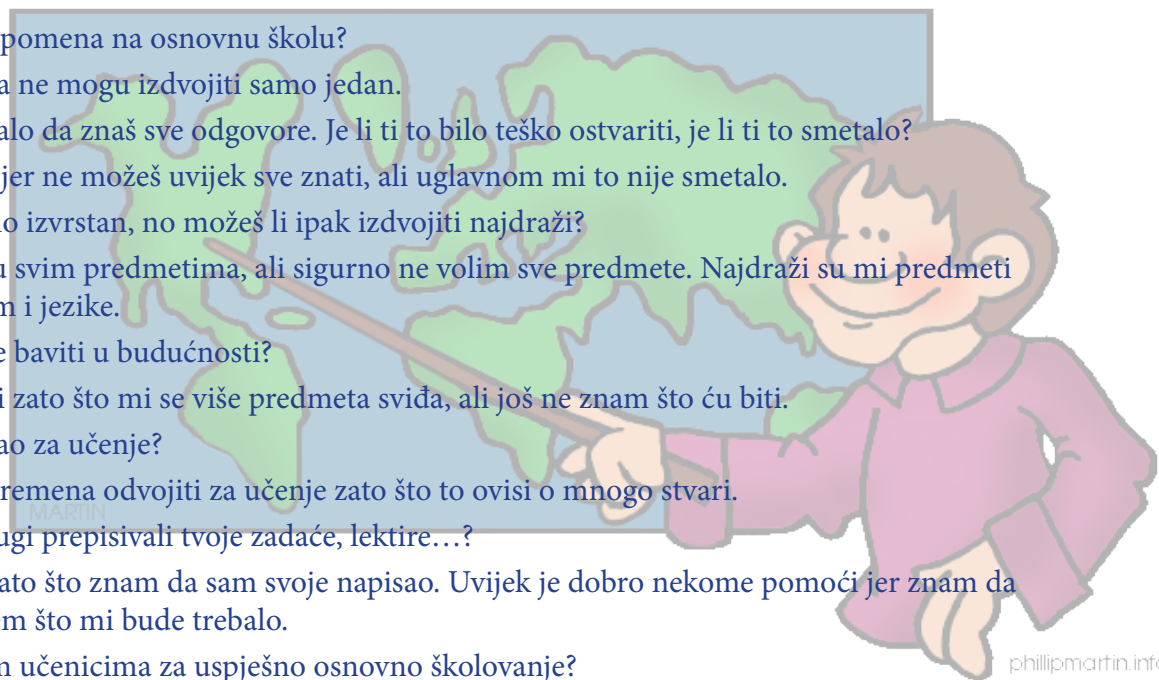 pomena na osnovnu školu?
a ne mogu izdvojiti samo jedan.
alo da znaš sve odgovore. Je li ti to bilo teško ostvariti, je li ti to smetalo?
jer ne možeš uvijek sve znati, ali uglavnom mi to nije smetalo.
o izvrstan, no možeš li ipak izdvojiti najdraži?
u svim predmetima, ali sigurno ne volim sve predmete. Najdraži su mi predmeti
m i jezike.
e baviti u budućnosti?
i zato što mi se više predmeta sviđa, ali još ne znam što ću biti.
ao za učenje?
remena odvojiti za učenje zato što to ovisi o mnogo stvari.
MARTIN
ugi prepisivali tvoje zadaće, lektire…?
ato što znam da sam svoje napisao. Uvijek je dobro nekome pomoći jer znam da
em što mi bude trebalo.
m učenicima za uspješno osnovno školovanje?
phillipmartin.info